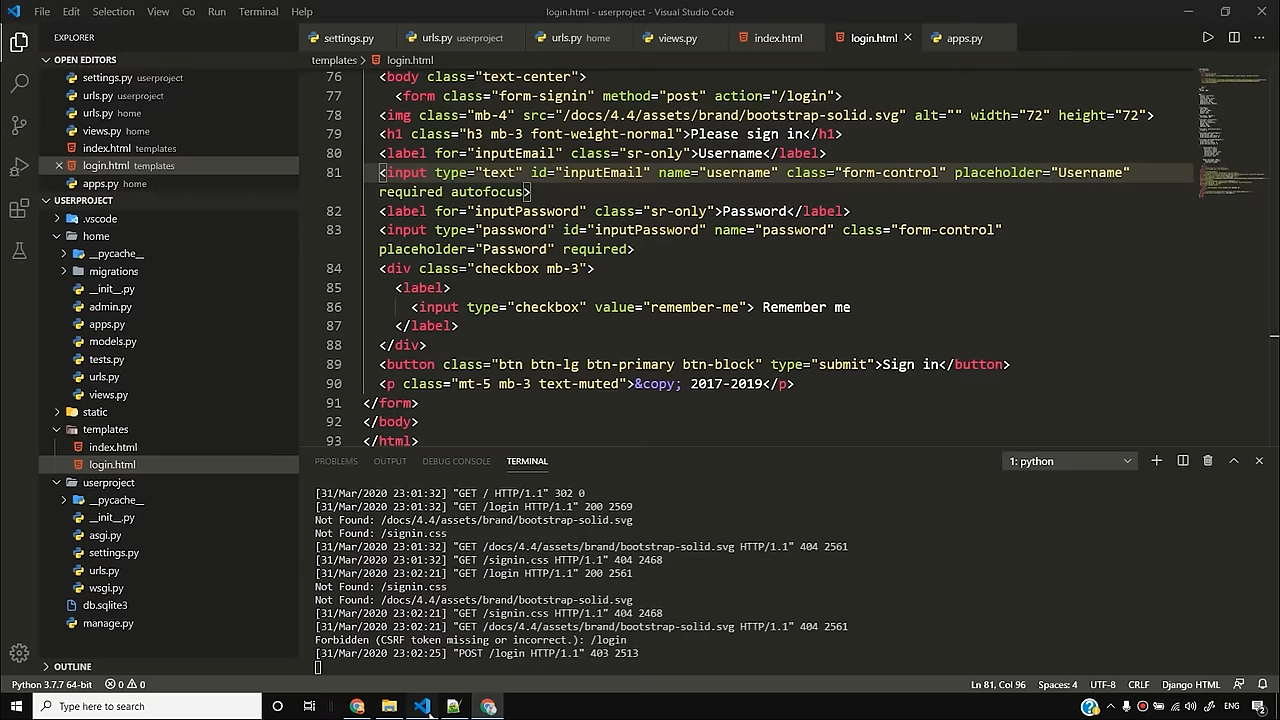 File Edit Selection View Go Run Terminal Help
login.html - userproject - Visual Studio Code
EXPLORER
settings.py urls.py userproject urls.py home views.py index.html login.html apps.py
OPEN EDITORS
settings.py userproject
urls.py userproject
urls.py home
views.py home
index.html templates
login.html templates
apps.py home
USERPROJECT
.vscode
home
__pycache__
migrations
__init__.py
admin.py
apps.py
models.py
tests.py
urls.py
views.py
static
templates
index.html
login.html
userproject
__pycache__
__init__.py
asgi.py
settings.py
urls.py
wsgi.py
db.sqlite3
manage.py
OUTLINE
templates > login.html
76 <body class="text-center">
77 <form class="form-signin" method="post" action="/login">
78 <img class="mb-4" src="/docs/4.4/assets/brand/bootstrap-solid.svg" alt="" width="72" height="72">
79 <h1 class="h3 mb-3 font-weight-normal">Please sign in</h1>
80 <label for="inputEmail" class="sr-only">Username</label>
81 <input type="text" id="inputEmail" name="username" class="form-control" placeholder="Username"
required autofocus>
82 <label for="inputPassword" class="sr-only">Password</label>
83 <input type="password" id="inputPassword" name="password" class="form-control"
placeholder="Password" required>
84 <div class="checkbox mb-3">
85 <label>
86 <input type="checkbox" value="remember-me"> Remember me
87 </label>
88 </div>
89 <button class="btn btn-lg btn-primary btn-block" type="submit">Sign in</button>
90 <p class="mt-5 mb-3 text-muted">&copy; 2017-2019</p>
91 </form>
92 </body>
93 </html>
PROBLEMS OUTPUT DEBUG CONSOLE TERMINAL
1: python
[31/Mar/2020 23:01:32] "GET / HTTP/1.1" 302 0
[31/Mar/2020 23:01:32] "GET /login HTTP/1.1" 200 2569
Not Found: /docs/4.4/assets/brand/bootstrap-solid.svg
Not Found: /signin.css
[31/Mar/2020 23:01:32] "GET /docs/4.4/assets/brand/bootstrap-solid.svg HTTP/1.1" 404 2561
[31/Mar/2020 23:01:32] "GET /signin.css HTTP/1.1" 404 2468
[31/Mar/2020 23:02:21] "GET /login HTTP/1.1" 200 2561
Not Found: /signin.css
Not Found: /docs/4.4/assets/brand/bootstrap-solid.svg
[31/Mar/2020 23:02:21] "GET /signin.css HTTP/1.1" 404 2468
[31/Mar/2020 23:02:21] "GET /docs/4.4/assets/brand/bootstrap-solid.svg HTTP/1.1" 404 2561
Forbidden (CSRF token missing or incorrect.): /login
[31/Mar/2020 23:02:25] "POST /login HTTP/1.1" 403 2513
Python 3.7.7 64-bit 0 0
Ln 81, Col 96 Spaces: 4 UTF-8 CRLF Django HTML
Type here to search
ENG